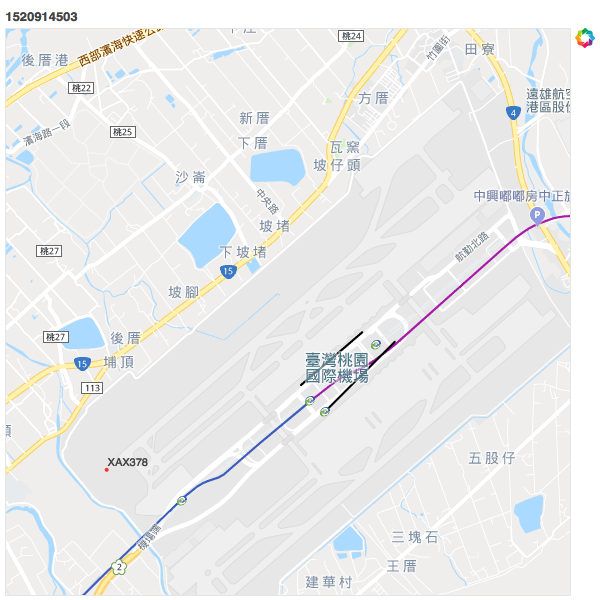 1520914503
西部濱海快速公
桃24
竹圍街
田寮
後厝港
桃22
方厝
遠雄航空
港區股份
4
濱海路一段
桃25
新厝
下厝
瓦窯
坡仔頭
沙崙
中央路
中興嘟嘟房中正旅
P
坡堵
航勤北路
桃27
下坡堵
15
坡腳
後厝
桃27
埔頂
15
臺灣桃園
國際機場
113
五股仔
XAX378
三塊石
2
王厝
建華村